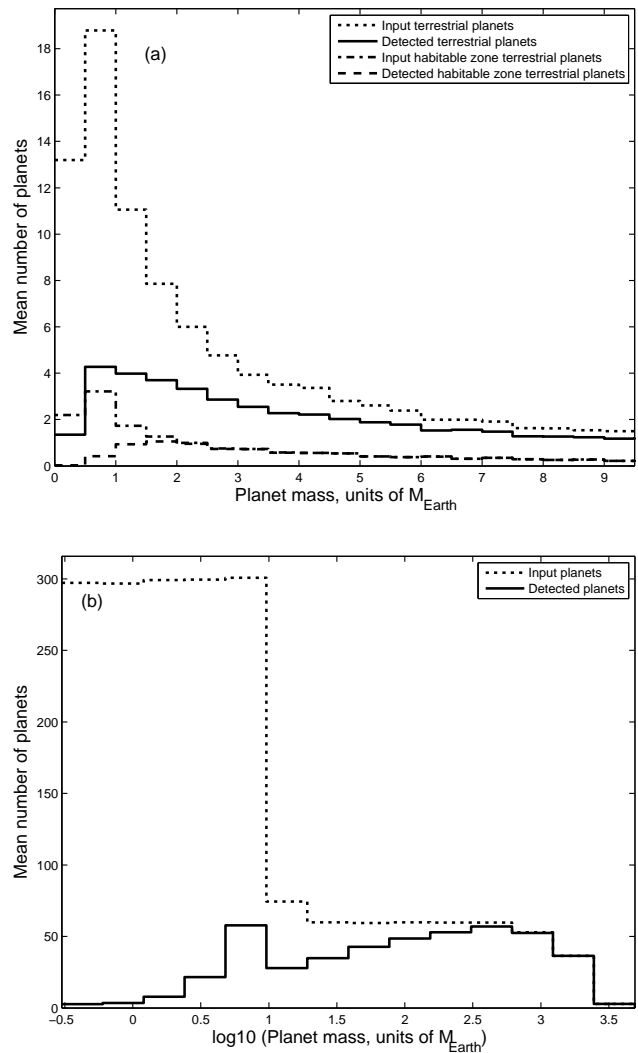 (a)
Input terrestrial planets
Detected terrestrial planets
Input habitable zone terrestrial planets
Detected habitable zone terrestrial planets
Mean number of planets
18
16
14
12
10
8
6
4
2
0
0 1 2 3 4 5 6 7 8 9
Planet mass, units of M_Earth
(b)
Input planets
Detected planets
Mean number of planets
300
250
200
150
100
50
0
−0.5 0 0.5 1 1.5 2 2.5 3 3.5
log10 (Planet mass, units of M_Earth)